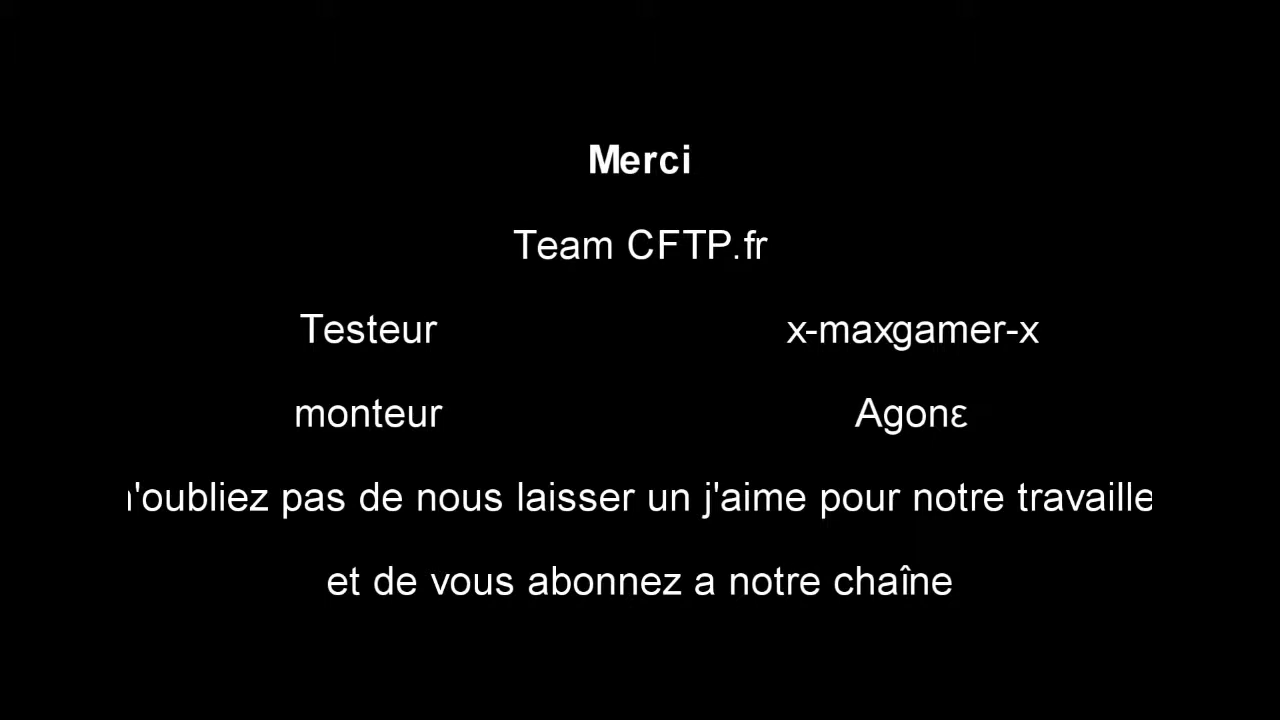 Merci
Team CFTP.fr
Testeur x-maxgamer-x
monteur Agonε
n'oubliez pas de nous laisser un j'aime pour notre travaille
et de vous abonnez a notre chaîne